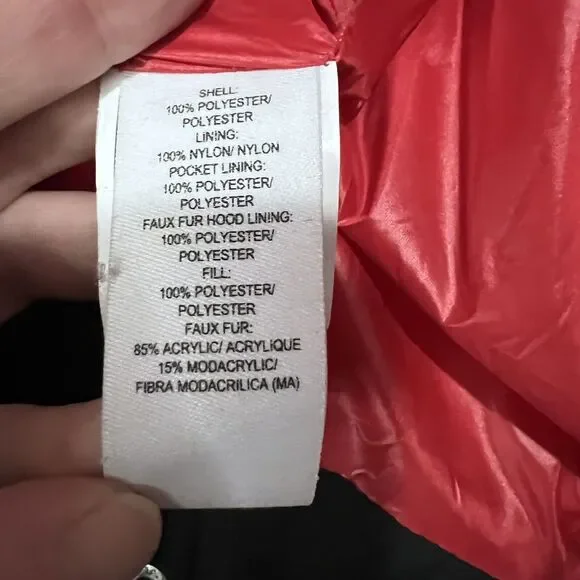 SHELL:
100% POLYESTER/
POLYESTER
LINING:
100% NYLON/ NYLON
POCKET LINING:
100% POLYESTER/
POLYESTER
FAUX FUR HOOD LINING:
100% POLYESTER/
POLYESTER
FILL:
100% POLYESTER/
POLYESTER
FAUX FUR:
85% ACRYLIC/ ACRYLIQUE
15% MODACRYLIC/
FIBRA MODACRILICA (MA)